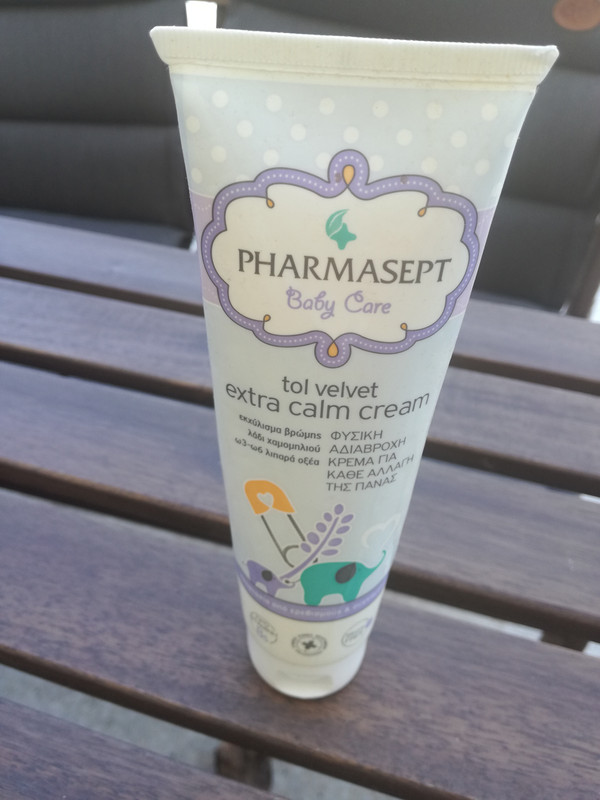 PHARMASEPT
Baby Care
tol velvet
extra calm cream
εκχύλισμα βρώμης
λάδι χαμομηλιού
ω3-ω6 λιπαρά οξέα
ΦΥΣΙΚΗ
ΑΔΙΑΒΡΟΧΗ
ΚΡΕΜΑ ΓΙΑ
ΚΑΘΕ ΑΛΛΑΓΗ
ΤΗΣ ΠΑΝΑΣ